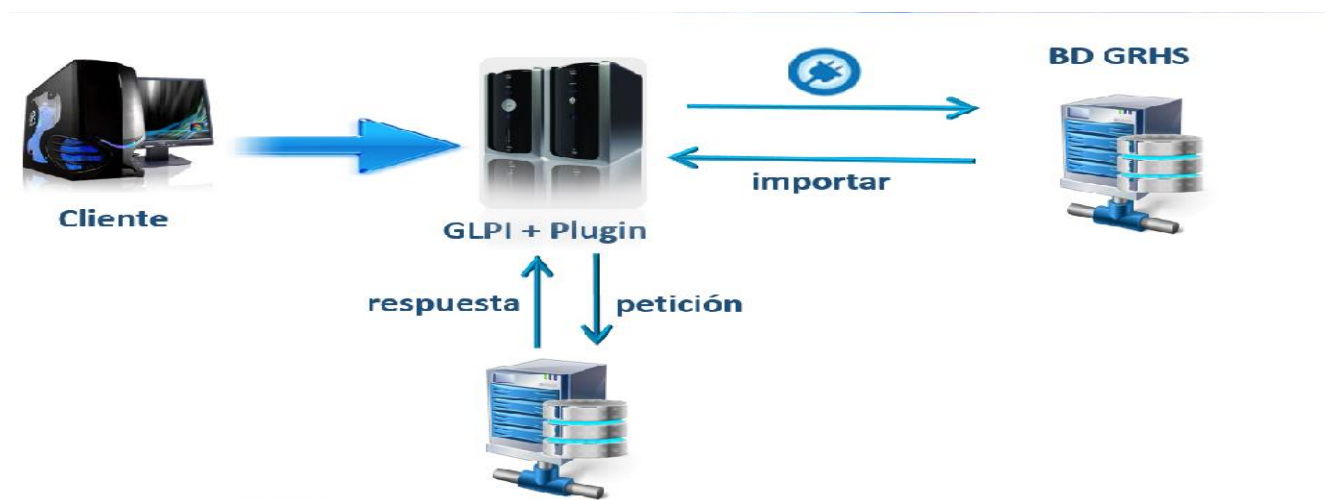 BD GRHS
importar
Cliente
GLPI + Plugin
respuesta
petición